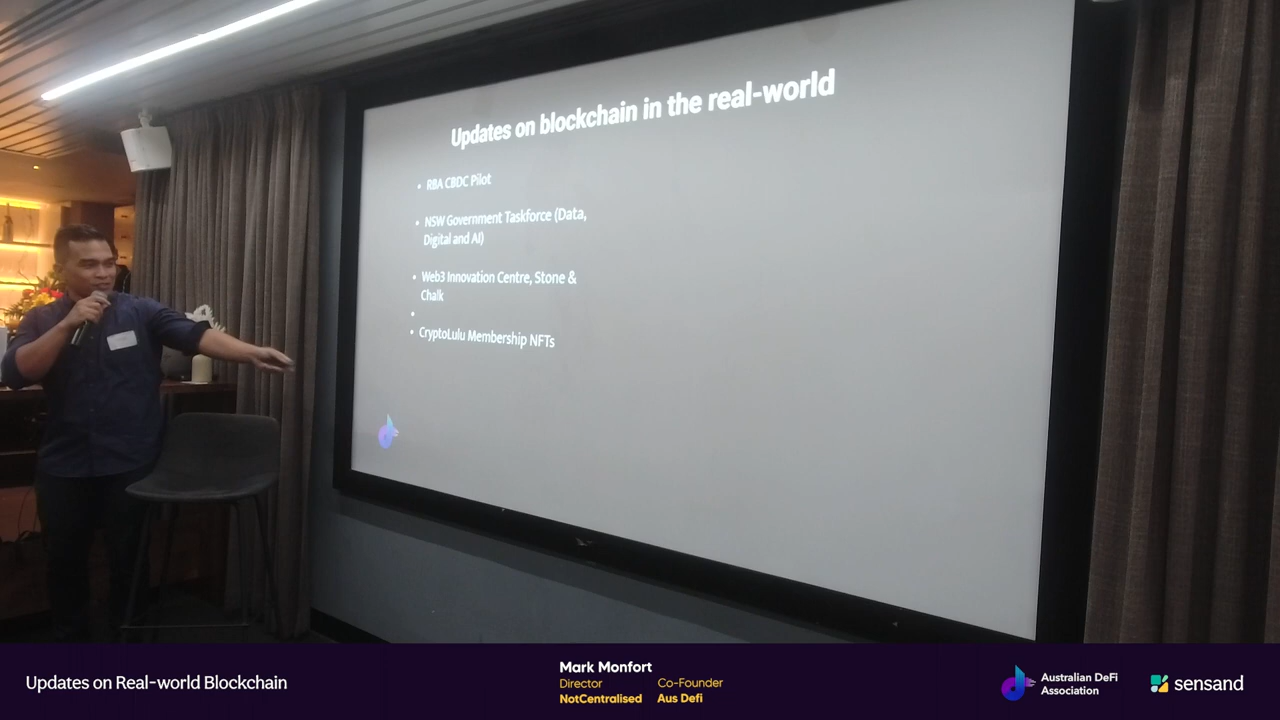 Updates on blockchain in the real-world
• RBA CBDC Pilot
• NSW Government Taskforce (Data,
Digital and AI)
• Web3 Innovation Centre, Stone &
Chalk
•
• CryptoLulu Membership NFTs
Updates on Real-world Blockchain
Mark Monfort
Director
NotCentralised
Co-Founder
Aus Defi
Australian DeFi
Association
sensand